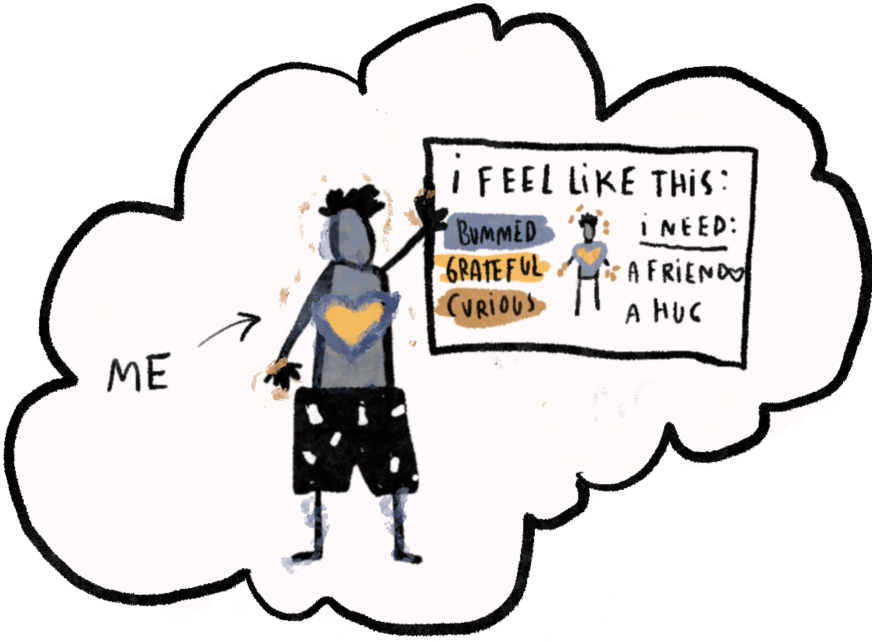 ME
i FEEL LiKE THiS:
BUMMED
GRATEFUL
CURiOUS
i NEED:
A FRiEND
A HUG